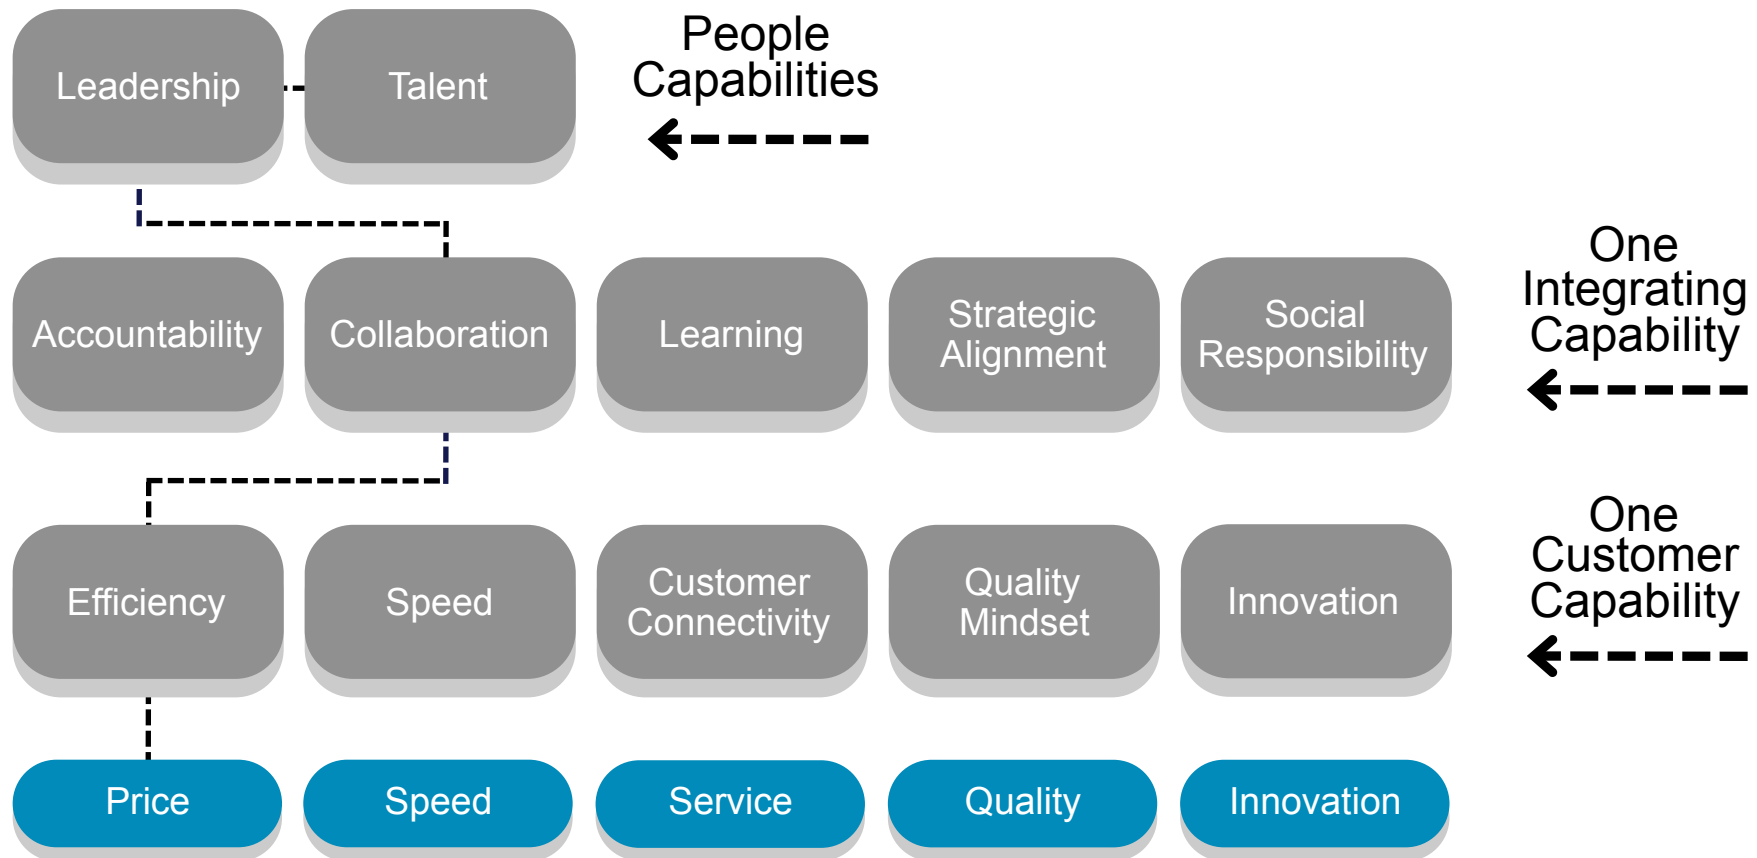 Leadership
Talent
People
Capabilities
Accountability
Collaboration
Learning
Strategic
Alignment
Social
Responsibility
One
Integrating
Capability
Efficiency
Speed
Customer
Connectivity
Quality
Mindset
Innovation
One
Customer
Capability
Price
Speed
Service
Quality
Innovation